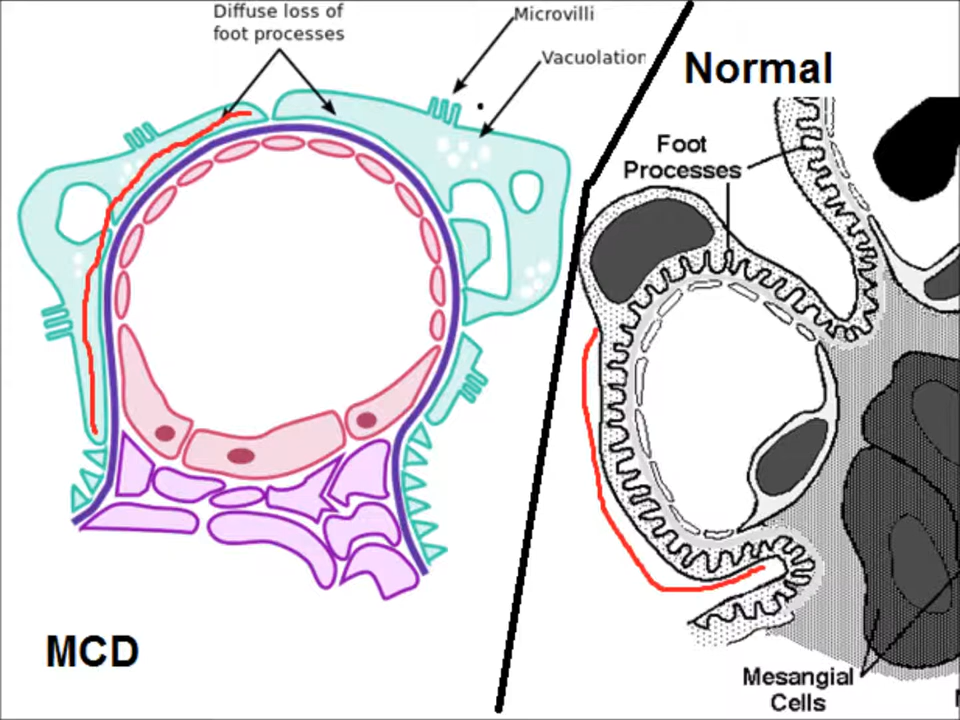 Diffuse loss of
foot processes
Microvilli
Vacuolation
Normal
Foot
Processes
MCD
Mesangial
Cells